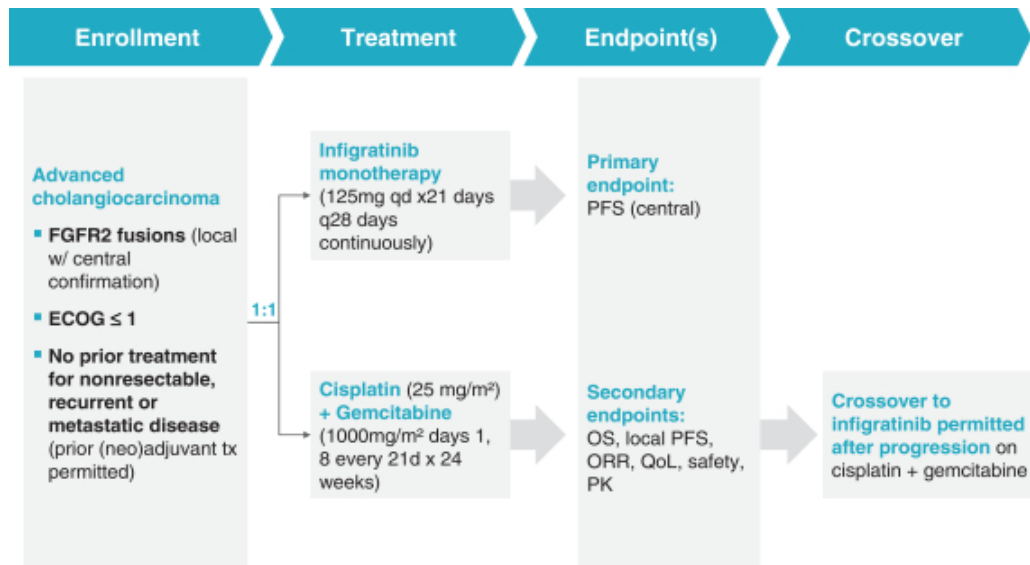 Enrollment
Treatment
Endpoint(s)
Crossover
Advanced
cholangiocarcinoma
▪ FGFR2 fusions (local
w/ central
confirmation)
▪ ECOG ≤ 1
▪ No prior treatment
for nonresectable,
recurrent or
metastatic disease
(prior (neo)adjuvant tx
permitted)
1:1
Infigratinib
monotherapy
(125mg qd x21 days
q28 days
continuously)
Cisplatin (25 mg/m²)
+ Gemcitabine
(1000mg/m² days 1,
8 every 21d x 24
weeks)
Primary
endpoint:
PFS (central)
Secondary
endpoints:
OS, local PFS,
ORR, QoL, safety,
PK
Crossover to
infigratinib permitted
after progression on
cisplatin + gemcitabine